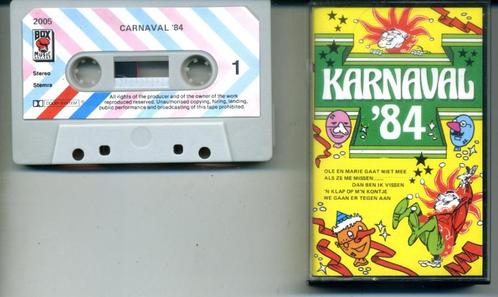 2005
CARNAVAL '84
BOX
MUSIC
Stereo
Stemra
1
All rights of the producer and of the owner of the work
reproduced reserved. Unauthorised copying, hiring, lending,
public performance and broadcasting of this tape prohibited.
KARNAVAL
'84
OLE EN MARIE GAAT NIET MEE
ALS ZE ME MISSEN.....
DAN BEN IK VISSEN
'N KLAP OP M'N KONTJE
WE GAAN ER TEGEN AAN